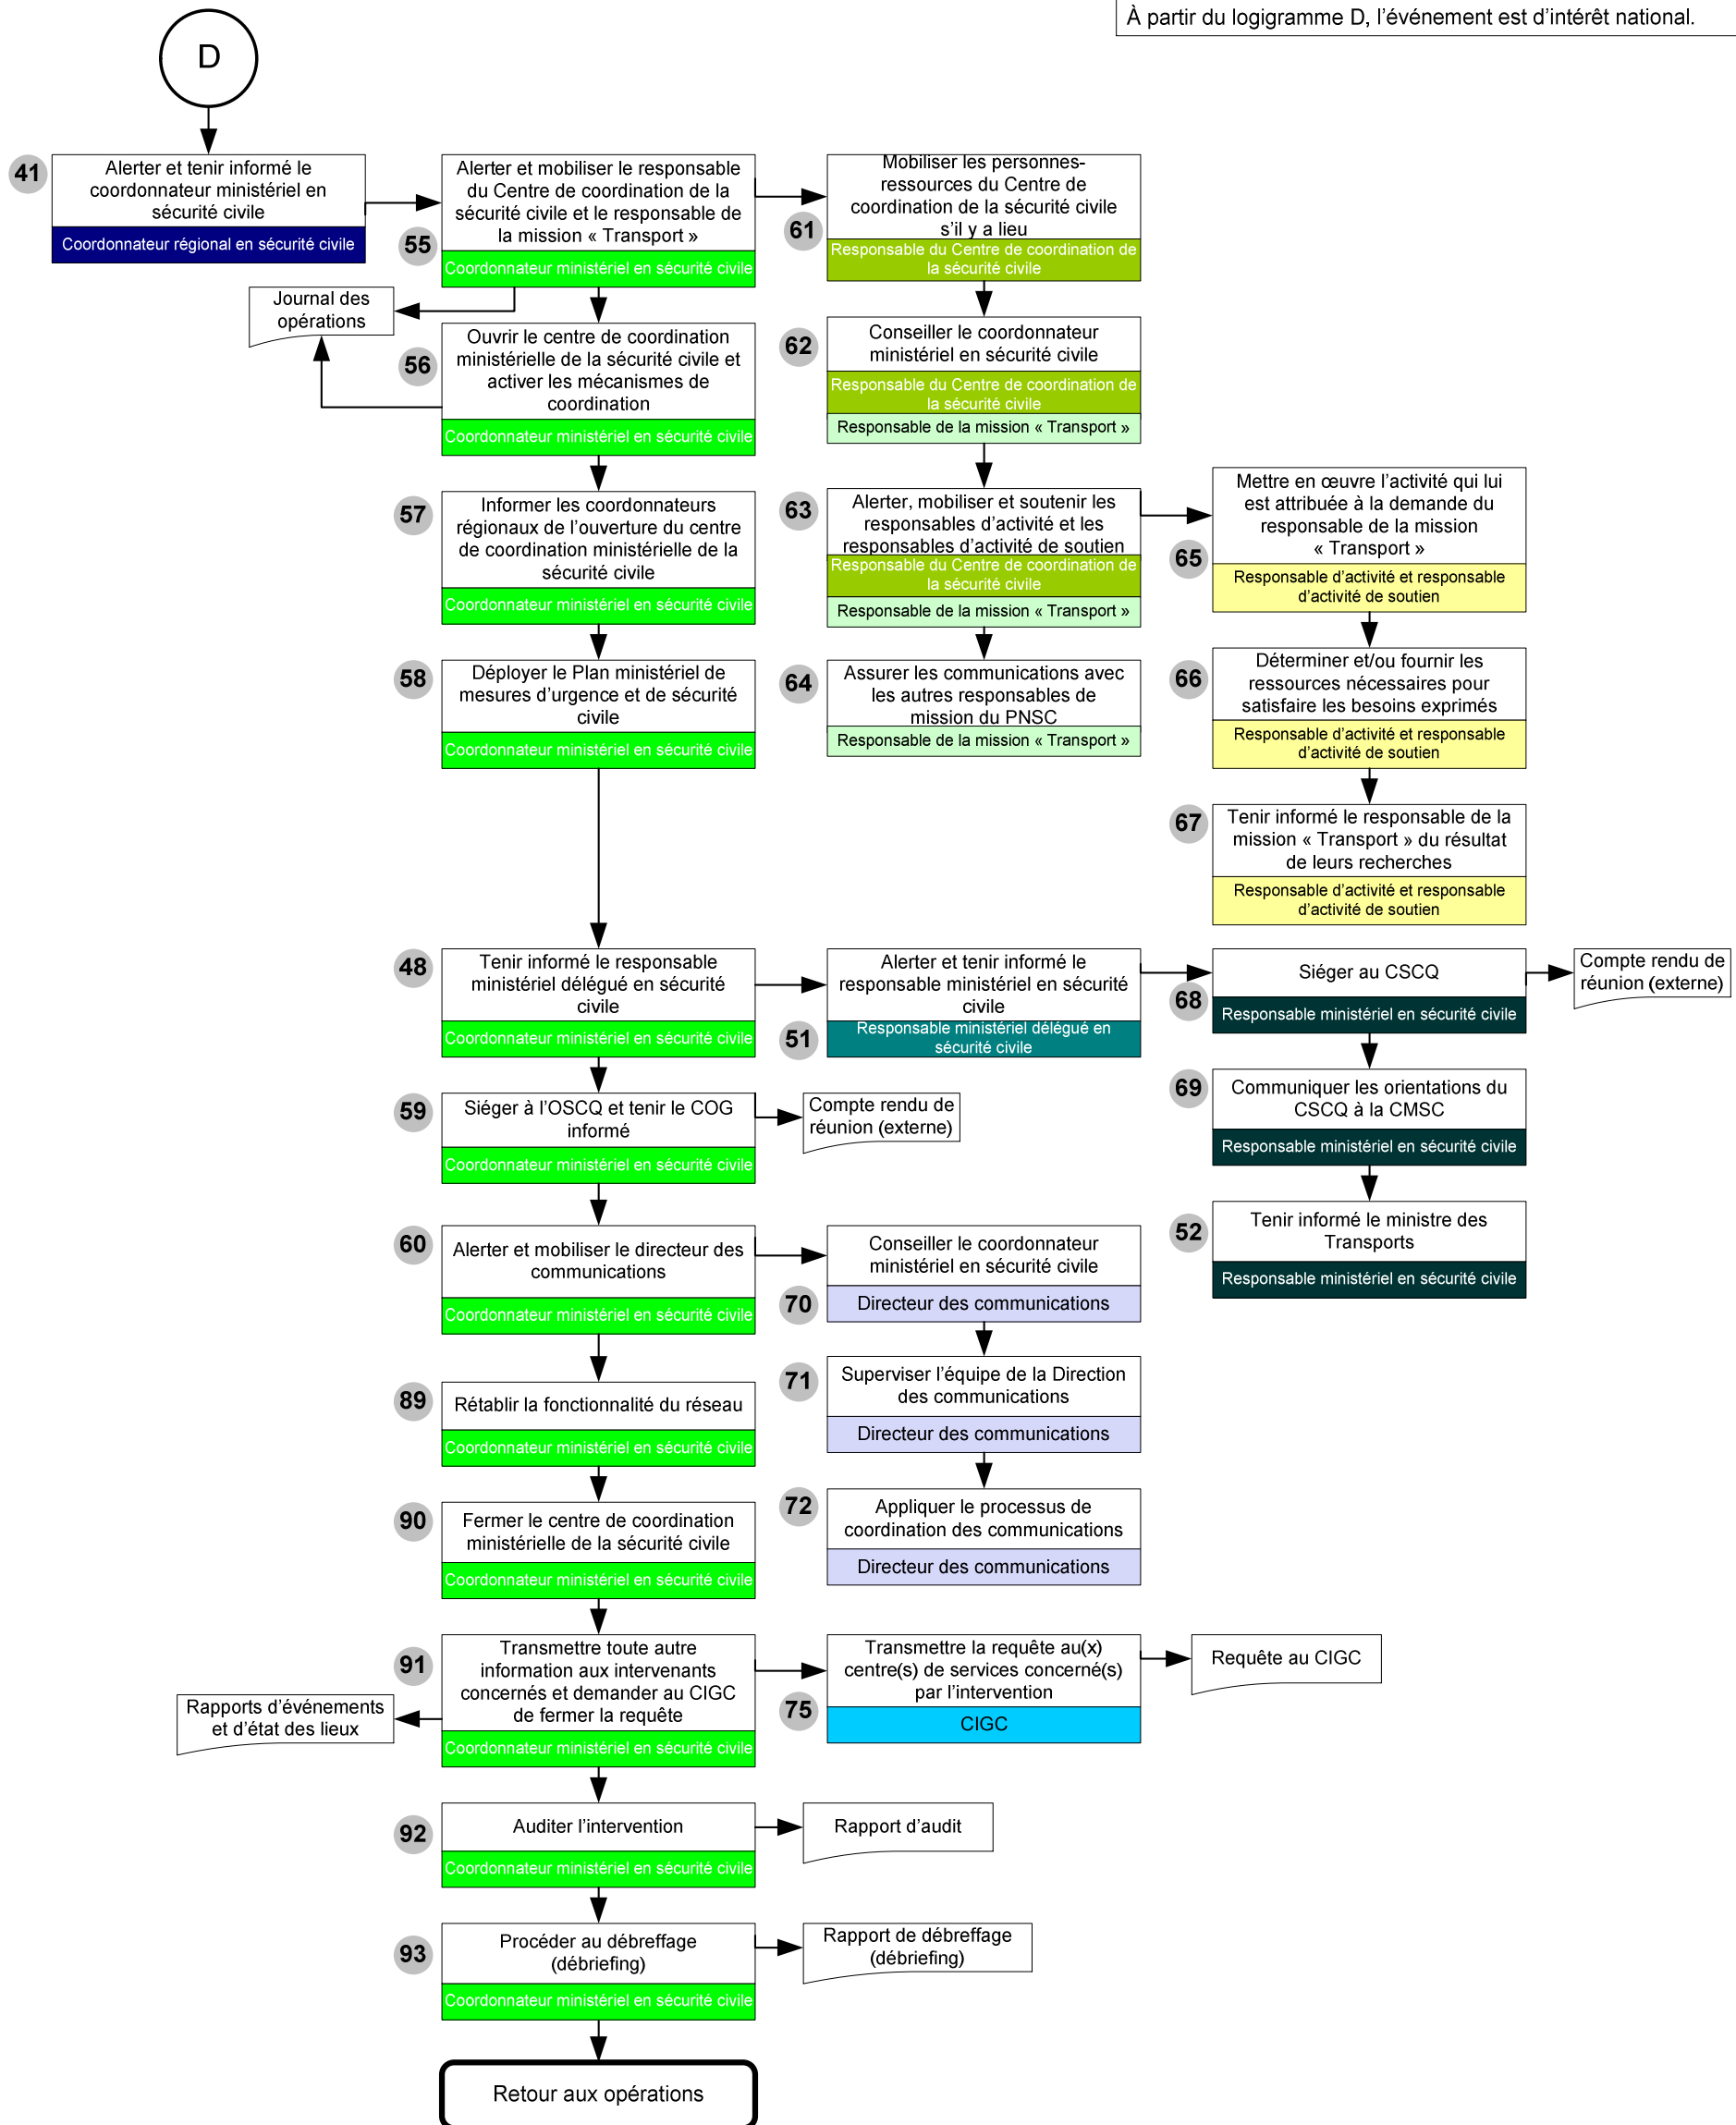 À partir du logigramme D, l'événement est d'intérêt national.
D
41
Alerter et tenir informé le
coordonnateur ministériel en
sécurité civile
Coordonnateur régional en sécurité civile
55
Alerter et mobiliser le responsable
du Centre de coordination de la
sécurité civile et le responsable de
la mission « Transport »
Coordonnateur ministériel en sécurité civile
61
Mobiliser les personnes-
ressources du Centre de
coordination de la sécurité civile
s'il y a lieu
Responsable du Centre de coordination de
la sécurité civile
Journal des
opérations
56
Ouvrir le centre de coordination
ministérielle de la sécurité civile et
activer les mécanismes de
coordination
Coordonnateur ministériel en sécurité civile
62
Conseiller le coordonnateur
ministériel en sécurité civile
Responsable du Centre de coordination de
la sécurité civile
Responsable de la mission « Transport »
57
Informer les coordonnateurs
régionaux de l'ouverture du centre
de coordination ministérielle de la
sécurité civile
Coordonnateur ministériel en sécurité civile
63
Alerter, mobiliser et soutenir les
responsables d'activité et les
responsables d'activité de soutien
Responsable du Centre de coordination de
la sécurité civile
Responsable de la mission « Transport »
65
Mettre en œuvre l'activité qui lui
est attribuée à la demande du
responsable de la mission
« Transport »
Responsable d'activité et responsable
d'activité de soutien
58
Déployer le Plan ministériel de
mesures d'urgence et de sécurité
civile
Coordonnateur ministériel en sécurité civile
64
Assurer les communications avec
les autres responsables de
mission du PNSC
Responsable de la mission « Transport »
66
Déterminer et/ou fournir les
ressources nécessaires pour
satisfaire les besoins exprimés
Responsable d'activité et responsable
d'activité de soutien
67
Tenir informé le responsable de la
mission « Transport » du résultat
de leurs recherches
Responsable d'activité et responsable
d'activité de soutien
48
Tenir informé le responsable
ministériel délégué en sécurité
civile
Coordonnateur ministériel en sécurité civile
51
Alerter et tenir informé le
responsable ministériel en sécurité
civile
Responsable ministériel délégué en
sécurité civile
68
Siéger au CSCQ
Responsable ministériel en sécurité civile
Compte rendu de
réunion (externe)
59
Siéger à l'OSCQ et tenir le COG
informé
Coordonnateur ministériel en sécurité civile
Compte rendu de
réunion (externe)
69
Communiquer les orientations du
CSCQ à la CMSC
Responsable ministériel en sécurité civile
60
Alerter et mobiliser le directeur des
communications
Coordonnateur ministériel en sécurité civile
70
Conseiller le coordonnateur
ministériel en sécurité civile
Directeur des communications
52
Tenir informé le ministre des
Transports
Responsable ministériel en sécurité civile
89
Rétablir la fonctionnalité du réseau
Coordonnateur ministériel en sécurité civile
71
Superviser l'équipe de la Direction
des communications
Directeur des communications
90
Fermer le centre de coordination
ministérielle de la sécurité civile
Coordonnateur ministériel en sécurité civile
72
Appliquer le processus de
coordination des communications
Directeur des communications
91
Transmettre toute autre
information aux intervenants
concernés et demander au CIGC
de fermer la requête
Coordonnateur ministériel en sécurité civile
Rapports d'événements
et d'état des lieux
75
Transmettre la requête au(x)
centre(s) de services concerné(s)
par l'intervention
CIGC
Requête au CIGC
92
Auditer l'intervention
Coordonnateur ministériel en sécurité civile
Rapport d'audit
93
Procéder au débreffage
(débriefing)
Coordonnateur ministériel en sécurité civile
Rapport de débreffage
(débriefing)
Retour aux opérations